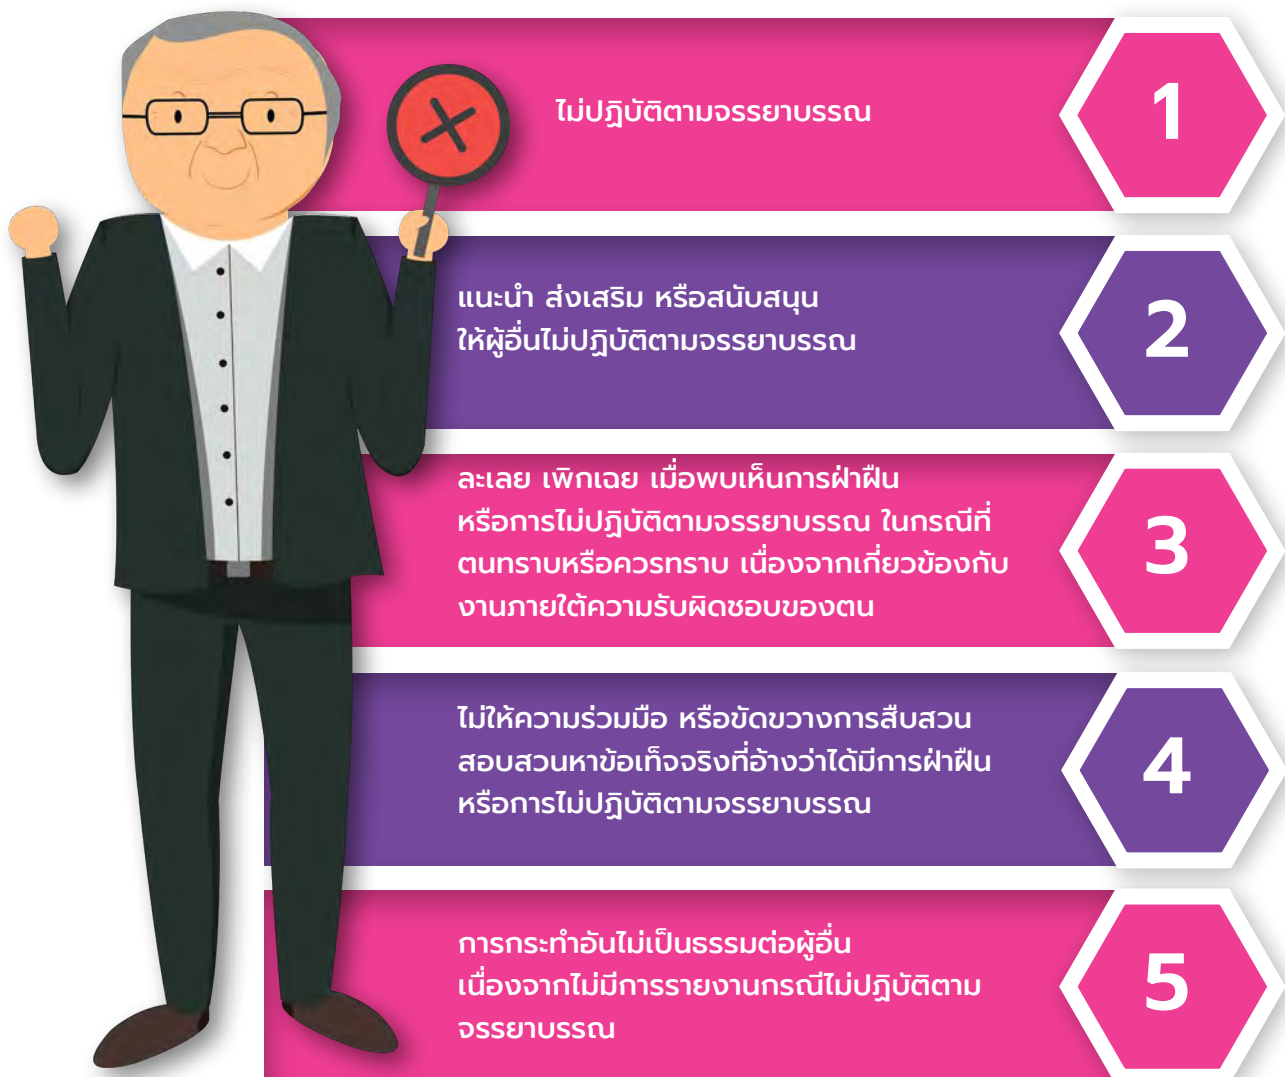 ไม่ปฏิบัติตามจรรยาบรรณ
1
แนะนำ ส่งเสริม หรือสนับสนุน
ให้ผู้อื่นไม่ปฏิบัติตามจรรยาบรรณ
2
ละเลย เพิกเฉย เมื่อพบเห็นการฝ่าฝืน
หรือการไม่ปฏิบัติตามจรรยาบรรณ ในกรณีที่
ตนทราบหรือควรทราบ เนื่องจากเกี่ยวข้องกับ
งานภายใต้ความรับผิดชอบของตน
3
ไม่ให้ความร่วมมือ หรือขัดขวางการสืบสวน
สอบสวนหาข้อเท็จจริงที่อ้างว่าได้มีการฝ่าฝืน
หรือการไม่ปฏิบัติตามจรรยาบรรณ
4
การกระทำอันไม่เป็นธรรมต่อผู้อื่น
เนื่องจากไม่มีการรายงานกรณีไม่ปฏิบัติตาม
จรรยาบรรณ
5